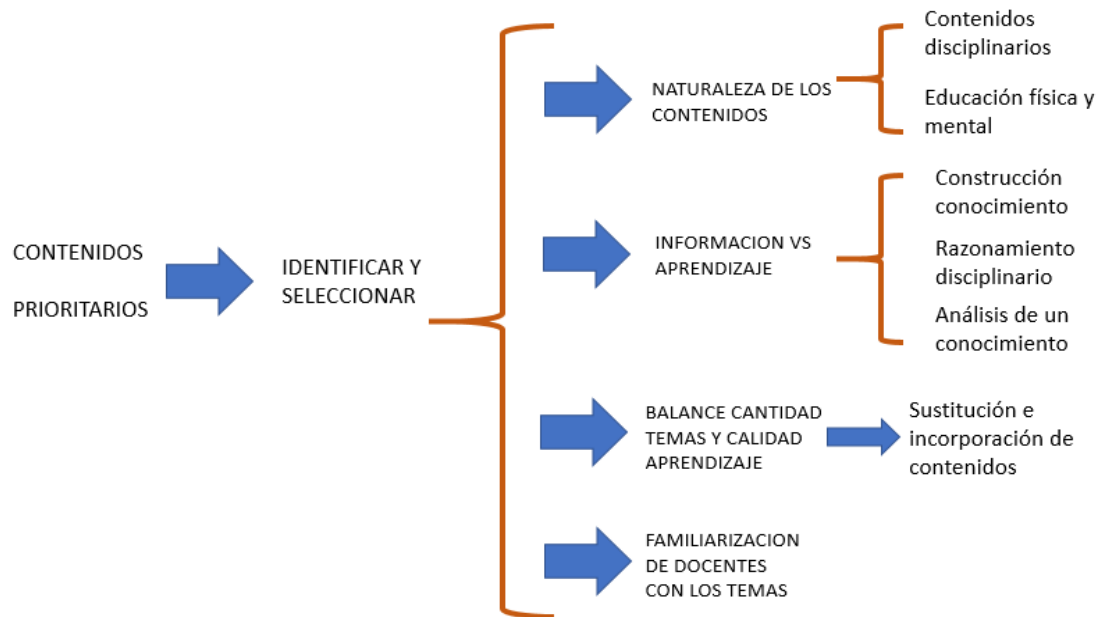 CONTENIDOS
PRIORITARIOS
IDENTIFICAR Y
SELECCIONAR
NATURALEZA DE LOS
CONTENIDOS
Contenidos
disciplinarios
Educación física y
mental
INFORMACION VS
APRENDIZAJE
Construcción
conocimiento
Razonamiento
disciplinario
Análisis de un
conocimiento
BALANCE CANTIDAD
TEMAS Y CALIDAD
APRENDIZAJE
Sustitución e
incorporación de
contenidos
FAMILIARIZACION
DE DOCENTES
CON LOS TEMAS